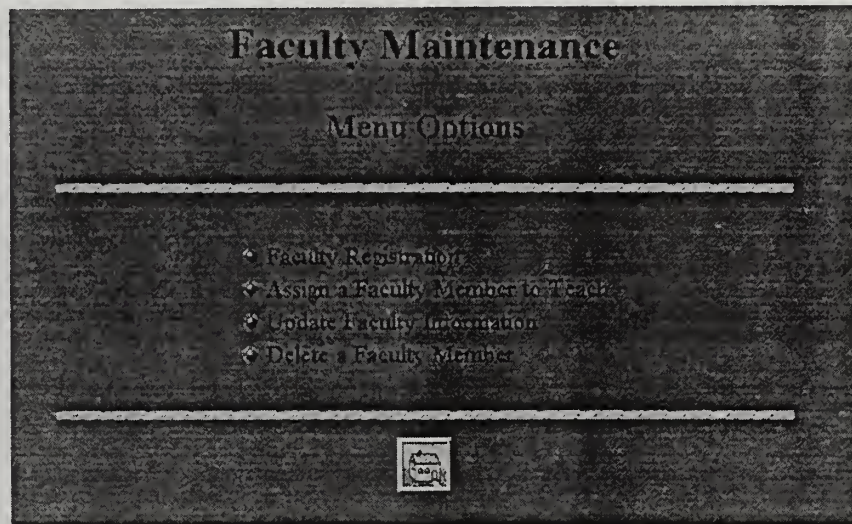 Faculty Maintenance
Menu Options
Faculty Registration
Assign a Faculty Member to Teach
Update Faculty Information
Delete a Faculty Member